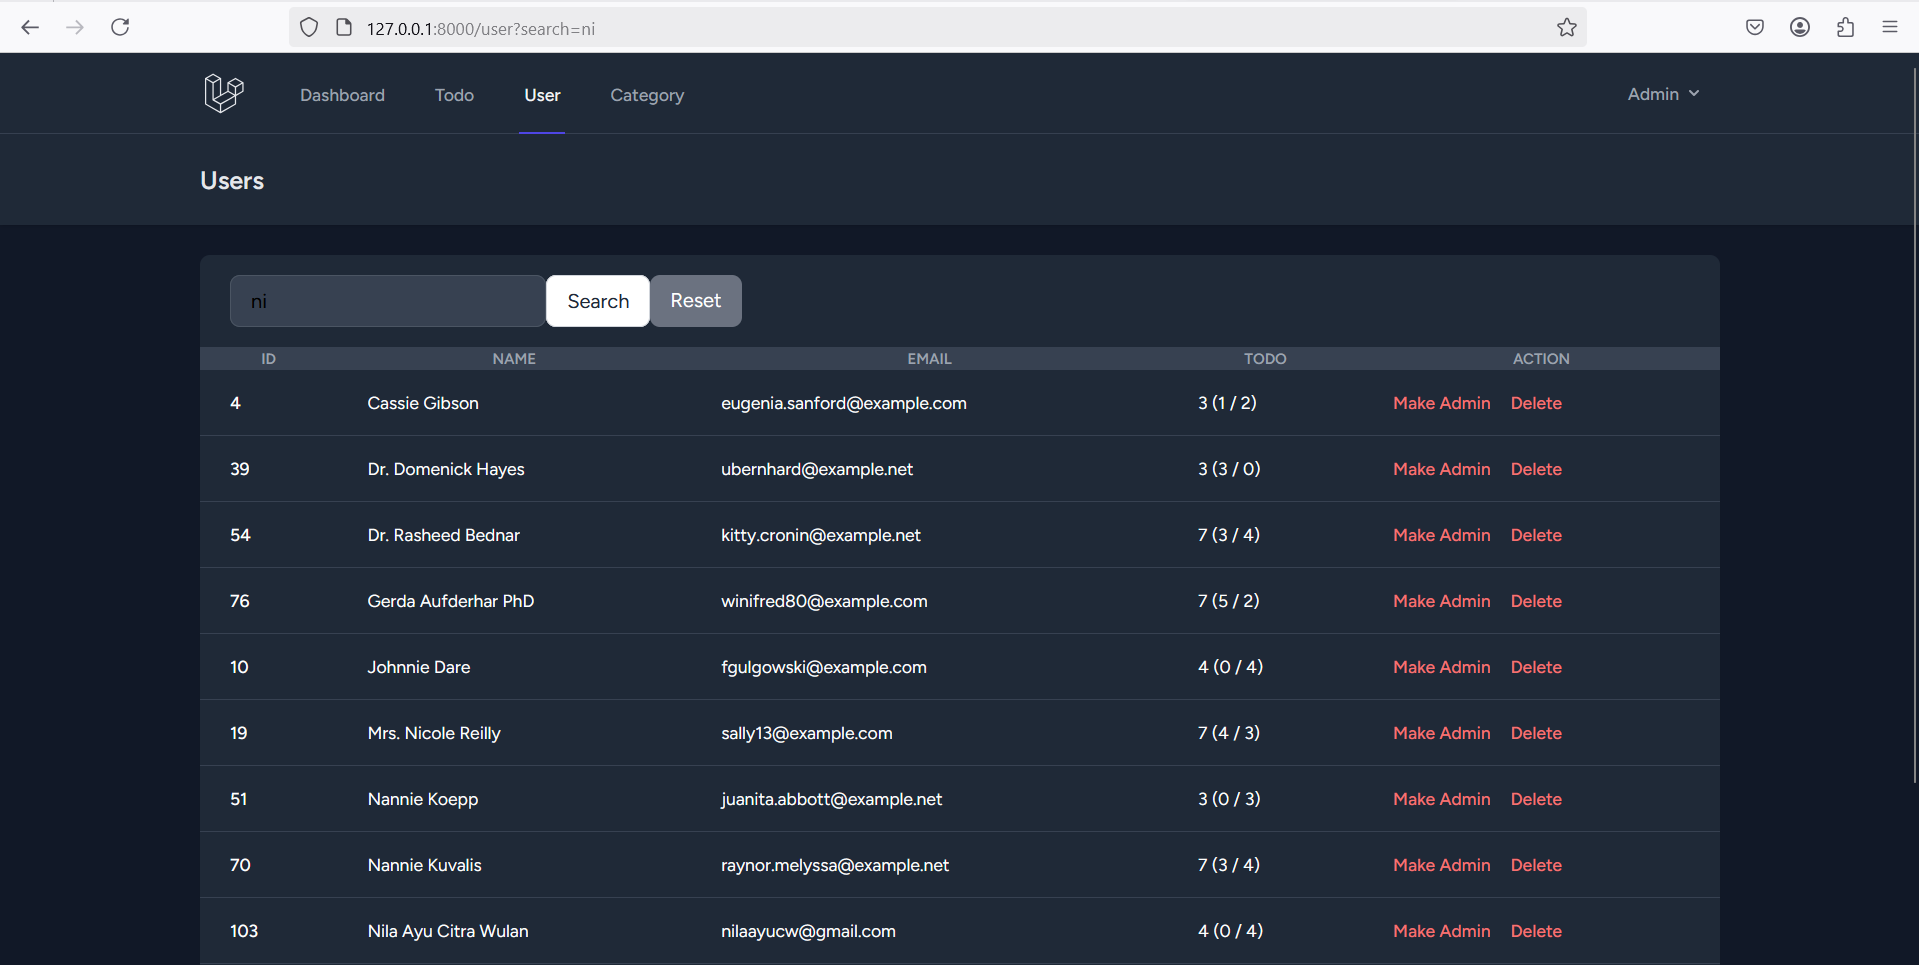 127.0.0.1:8000/user?search=ni
Dashboard Todo User Category Admin
Users
ni Search Reset
ID NAME EMAIL TODO ACTION
4 Cassie Gibson eugenia.sanford@example.com 3 (1 / 2) Make Admin Delete
39 Dr. Domenick Hayes ubernhard@example.net 3 (3 / 0) Make Admin Delete
54 Dr. Rasheed Bednar kitty.cronin@example.net 7 (3 / 4) Make Admin Delete
76 Gerda Aufderhar PhD winifred80@example.com 7 (5 / 2) Make Admin Delete
10 Johnnie Dare fgulgowski@example.com 4 (0 / 4) Make Admin Delete
19 Mrs. Nicole Reilly sally13@example.com 7 (4 / 3) Make Admin Delete
51 Nannie Koepp juanita.abbott@example.net 3 (0 / 3) Make Admin Delete
70 Nannie Kuvalis raynor.melyssa@example.net 7 (3 / 4) Make Admin Delete
103 Nila Ayu Citra Wulan nilaayucw@gmail.com 4 (0 / 4) Make Admin Delete